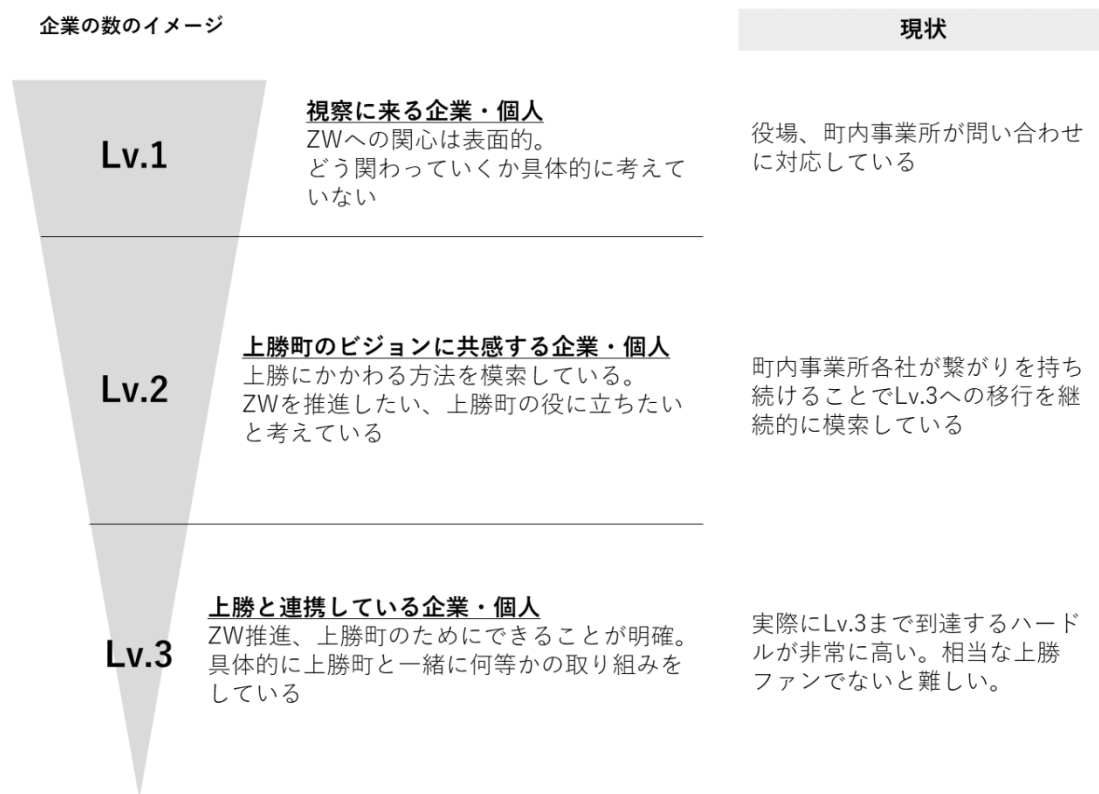 企業の数のイメージ
現状
Lv.1
視察に来る企業・個人
ZWへの関心は表面的。
どう関わっていくか具体的に考えて
いない
役場、町内事業所が問い合わせ
に対応している
Lv.2
上勝町のビジョンに共感する企業・個人
上勝にかかわる方法を模索している。
ZWを推進したい、上勝町の役に立ちたい
と考えている
町内事業所各社が繋がりを持ち
続けることでLv.3への移行を継
続的に模索している
Lv.3
上勝と連携している企業・個人
ZW推進、上勝町のためにできることが明確。
具体的に上勝町と一緒に何等かの取り組みを
している
実際にLv.3まで到達するハード
ルが非常に高い。相当な上勝
ファンでないと難しい。